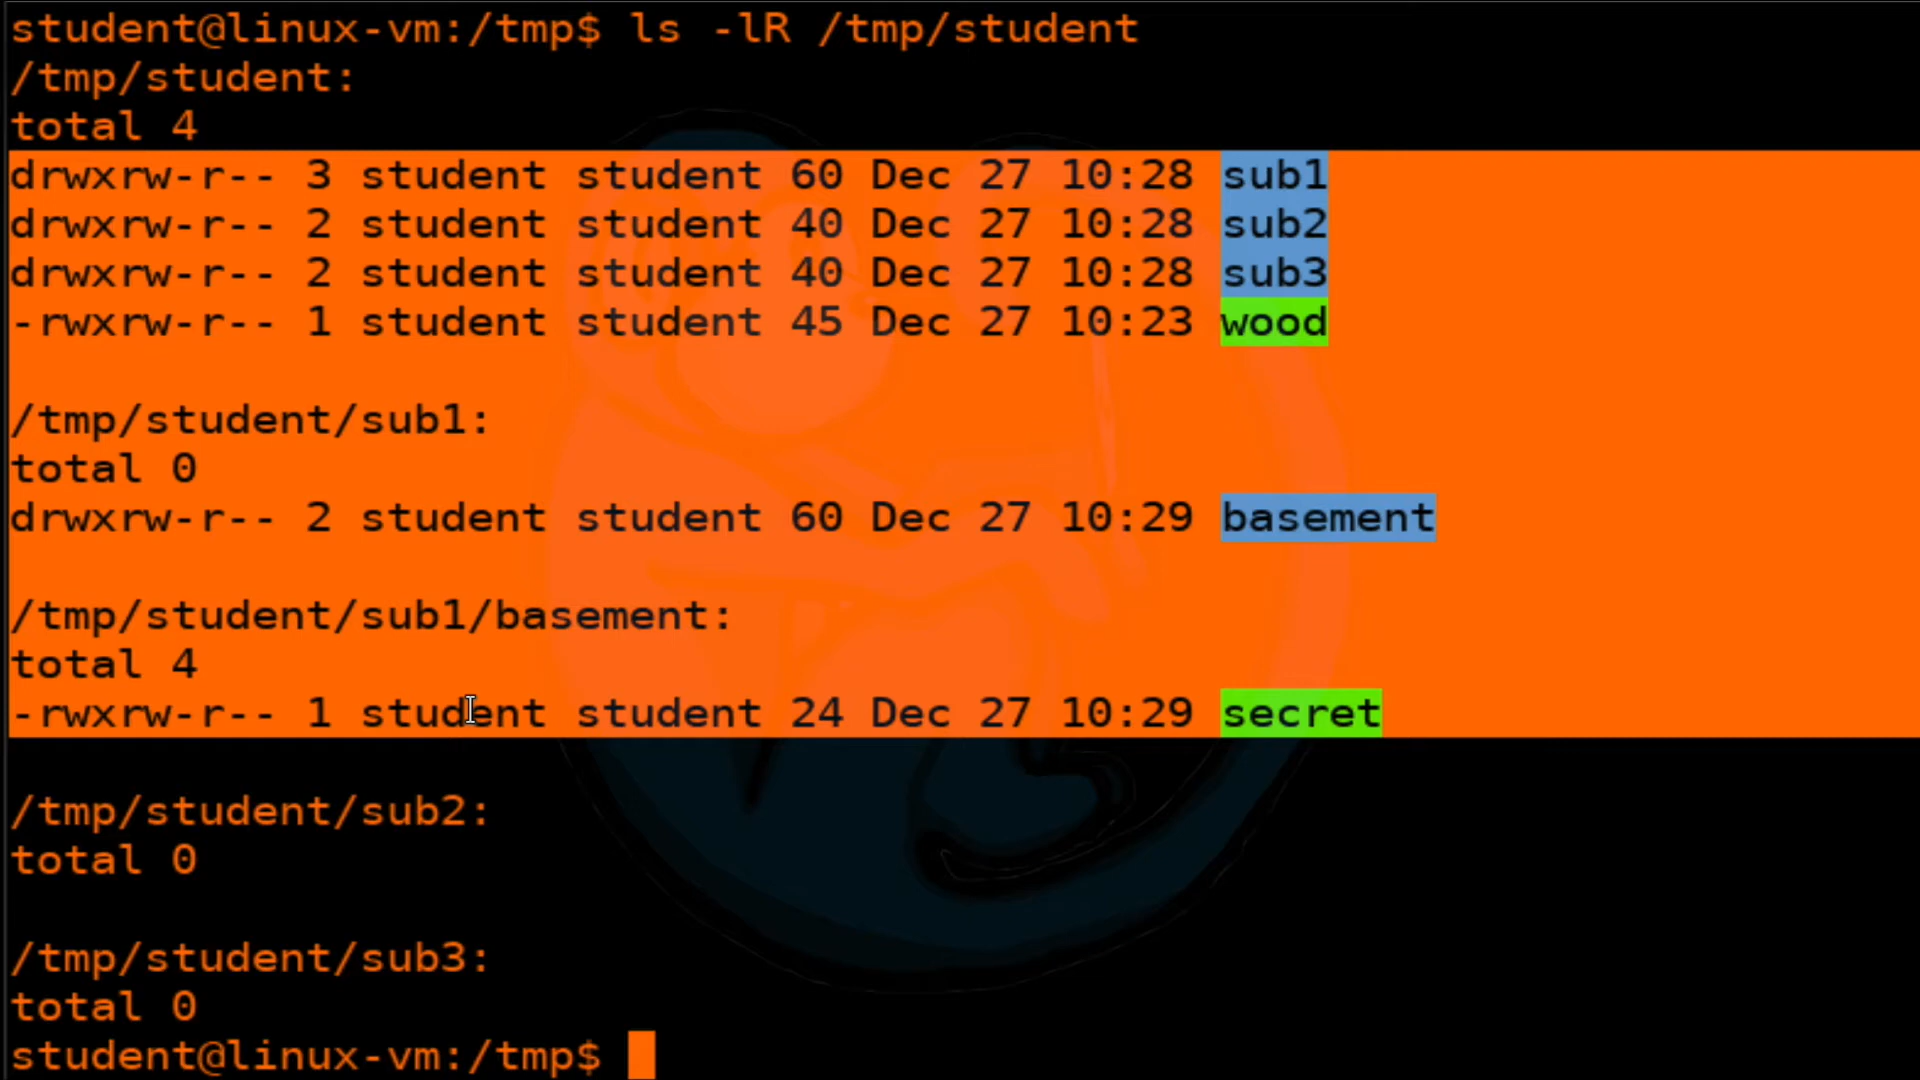 student@linux-vm:/tmp$ ls -lR /tmp/student
/tmp/student:
total 4
drwxrw-r-- 3 student student 60 Dec 27 10:28 sub1
drwxrw-r-- 2 student student 40 Dec 27 10:28 sub2
drwxrw-r-- 2 student student 40 Dec 27 10:28 sub3
-rwxrw-r-- 1 student student 45 Dec 27 10:23 wood
/tmp/student/sub1:
total 0
drwxrw-r-- 2 student student 60 Dec 27 10:29 basement
/tmp/student/sub1/basement:
total 4
-rwxrw-r-- 1 student student 24 Dec 27 10:29 secret
/tmp/student/sub2:
total 0
/tmp/student/sub3:
total 0
student@linux-vm:/tmp$